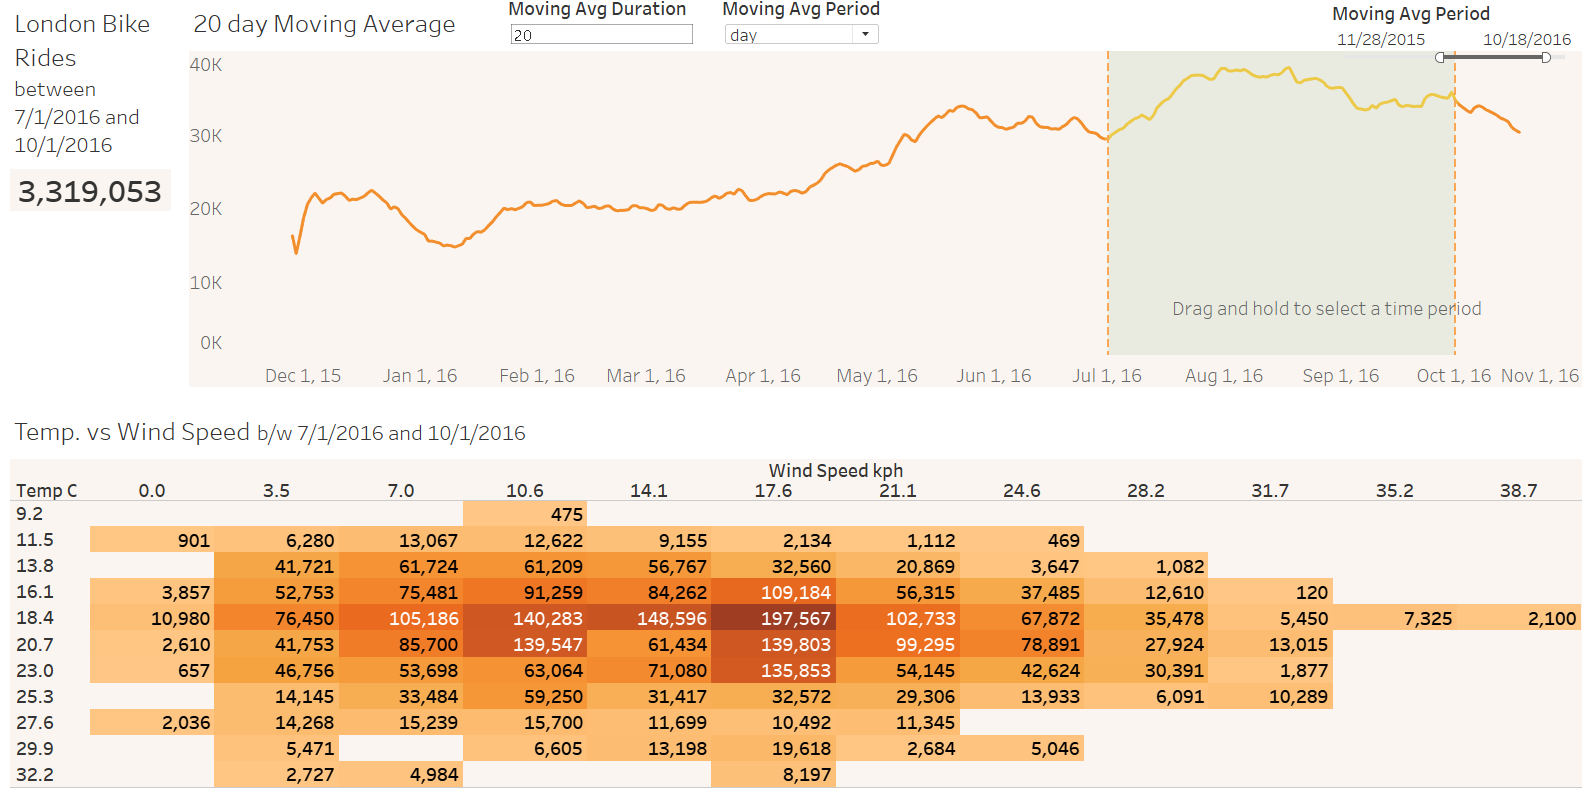 London Bike
Rides
between
7/1/2016 and
10/1/2016
3,319,053
20 day Moving Average
Moving Avg Duration
20
Moving Avg Period
day
Moving Avg Period
11/28/2015 10/18/2016
40K
30K
20K
10K
0K
Drag and hold to select a time period
Dec 1, 15 Jan 1, 16 Feb 1, 16 Mar 1, 16 Apr 1, 16 May 1, 16 Jun 1, 16 Jul 1, 16 Aug 1, 16 Sep 1, 16 Oct 1, 16 Nov 1, 16
Temp. vs Wind Speed b/w 7/1/2016 and 10/1/2016
Wind Speed kph
Temp C 0.0 3.5 7.0 10.6 14.1 17.6 21.1 24.6 28.2 31.7 35.2 38.7
9.2 475
11.5 901 6,280 13,067 12,622 9,155 2,134 1,112 469
13.8 41,721 61,724 61,209 56,767 32,560 20,869 3,647 1,082
16.1 3,857 52,753 75,481 91,259 84,262 109,184 56,315 37,485 12,610 120
18.4 10,980 76,450 105,186 140,283 148,596 197,567 102,733 67,872 35,478 5,450 7,325 2,100
20.7 2,610 41,753 85,700 139,547 61,434 139,803 99,295 78,891 27,924 13,015
23.0 657 46,756 53,698 63,064 71,080 135,853 54,145 42,624 30,391 1,877
25.3 14,145 33,484 59,250 31,417 32,572 29,306 13,933 6,091 10,289
27.6 2,036 14,268 15,239 15,700 11,699 10,492 11,345
29.9 5,471 6,605 13,198 19,618 2,684 5,046
32.2 2,727 4,984 8,197